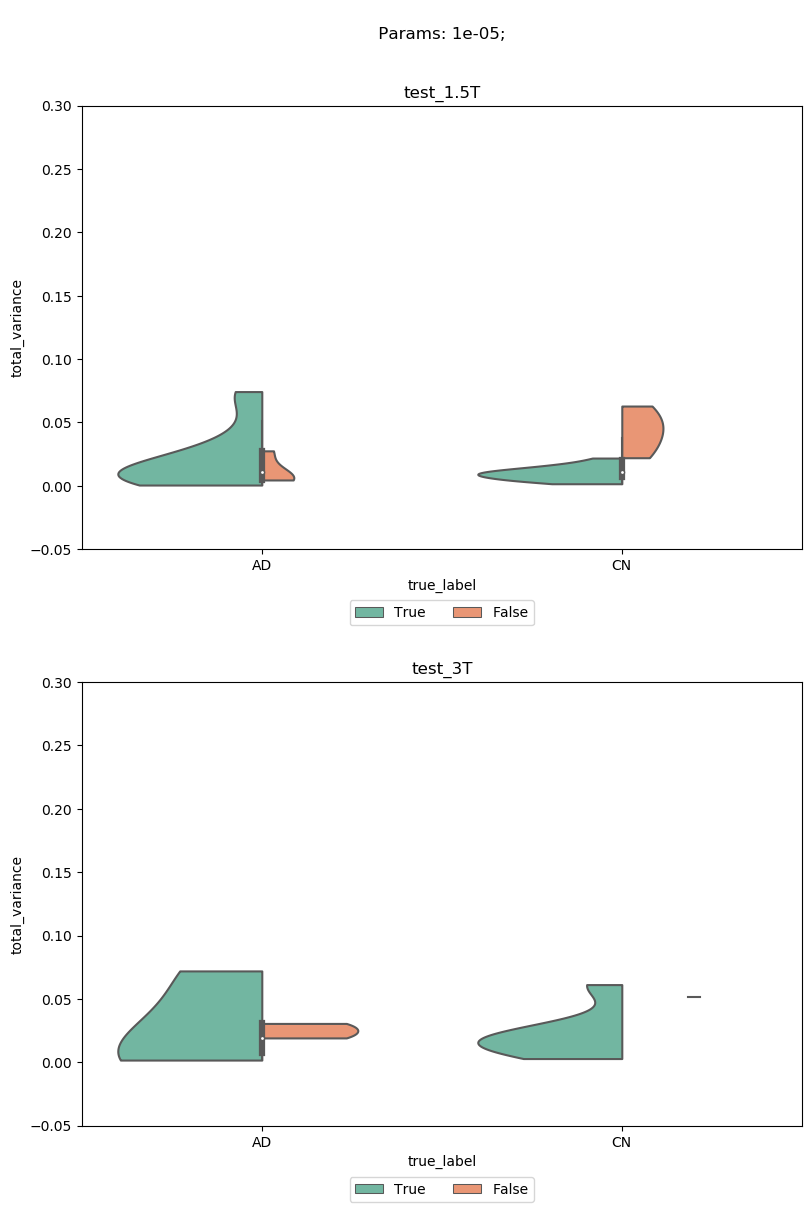 Params: 1e-05;
test_1.5T
0.30
0.25
0.20
0.15
0.10
0.05
0.00
−0.05
total_variance
AD CN
true_label
True False
test_3T
0.30
0.25
0.20
0.15
0.10
0.05
0.00
−0.05
total_variance
AD CN
true_label
True False